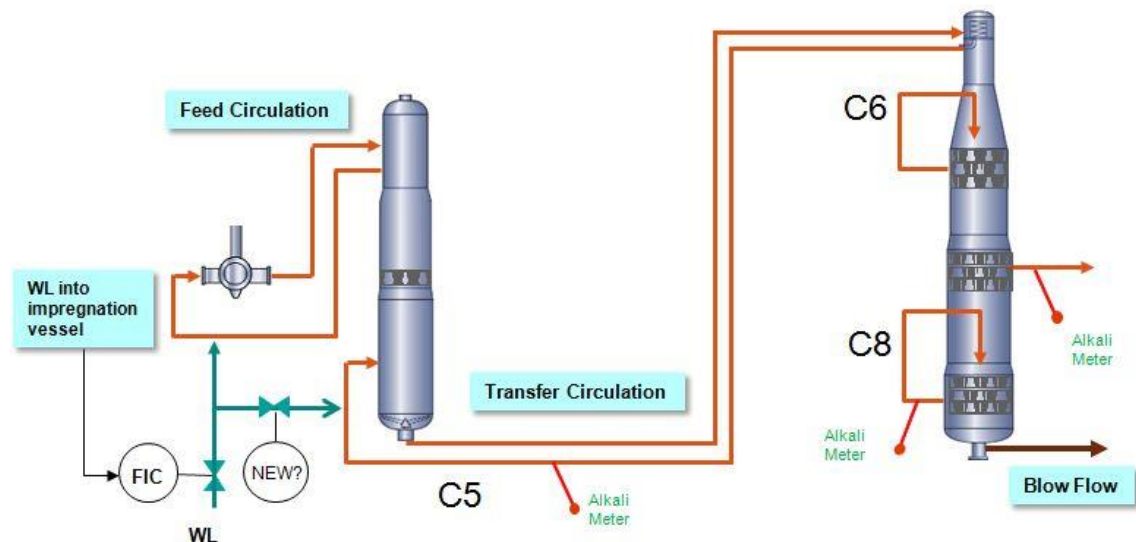 Feed Circulation
WL into
impregnation
vessel
FIC
NEW?
WL
Transfer Circulation
C5
Alkali
Meter
C6
C8
Alkali
Meter
Alkali
Meter
Blow Flow